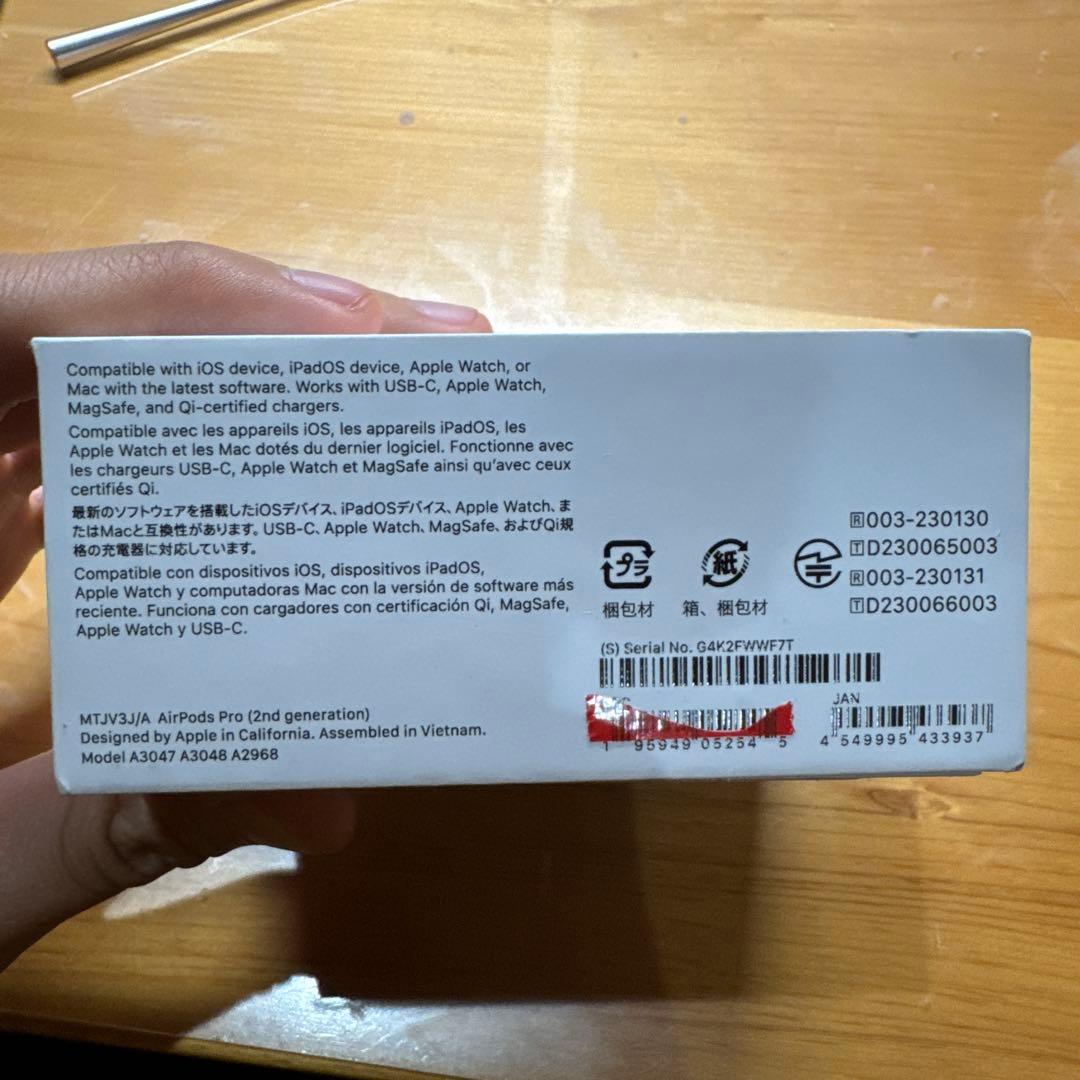 Compatible with iOS device, iPadOS device, Apple Watch, or
Mac with the latest software. Works with USB-C, Apple Watch,
MagSafe, and Qi-certified chargers.
Compatible avec les appareils iOS, les appareils iPadOS, les
Apple Watch et les Mac dotés du dernier logiciel. Fonctionne avec
les chargeurs USB-C, Apple Watch et MagSafe ainsi qu'avec ceux
certifiés Qi.
最新のソフトウェアを搭載したiOSデバイス、iPadOSデバイス、Apple Watch、ま
たはMacと互換性があります。USB-C、Apple Watch、MagSafe、およびQi規
格の充電器に対応しています。
Compatible con dispositivos iOS, dispositivos iPadOS,
Apple Watch y computadoras Mac con la versión de software más
reciente. Funciona con cargadores con certificación Qi, MagSafe,
Apple Watch y USB-C.
MTJV3J/A AirPods Pro (2nd generation)
Designed by Apple in California. Assembled in Vietnam.
Model A3047 A3048 A2968
プラ
梱包材
紙
箱、梱包材
R 003-230130
T D230065003
R 003-230131
T D230066003
(S) Serial No. G4K2FWWF7T
1 95949 05254 5
JAN
4 549995 433937